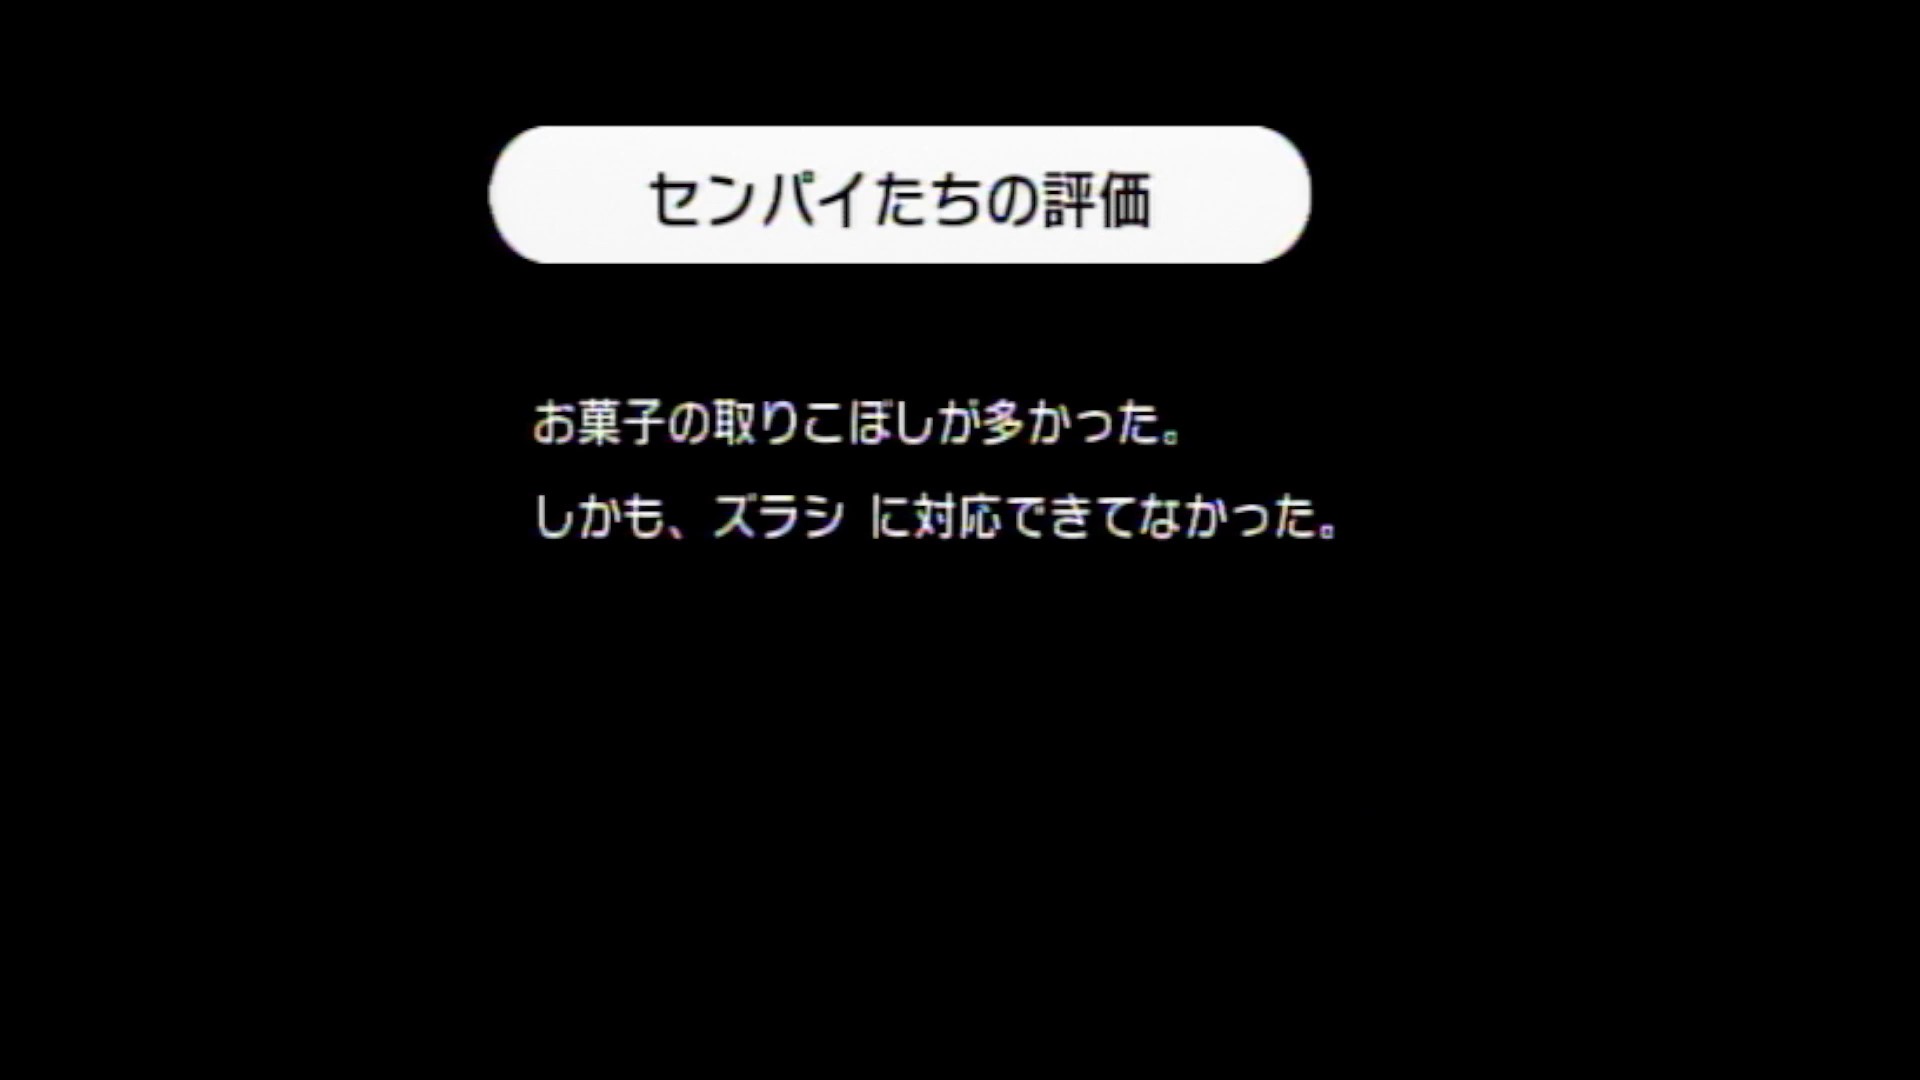 センパイたちの評価
お菓子の取りこぼしが多かった。
しかも、ズラシ に対応できてなかった。